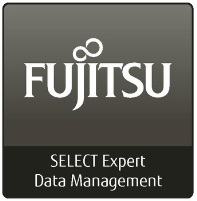 FUJITSU
SELECT Expert
Data Management